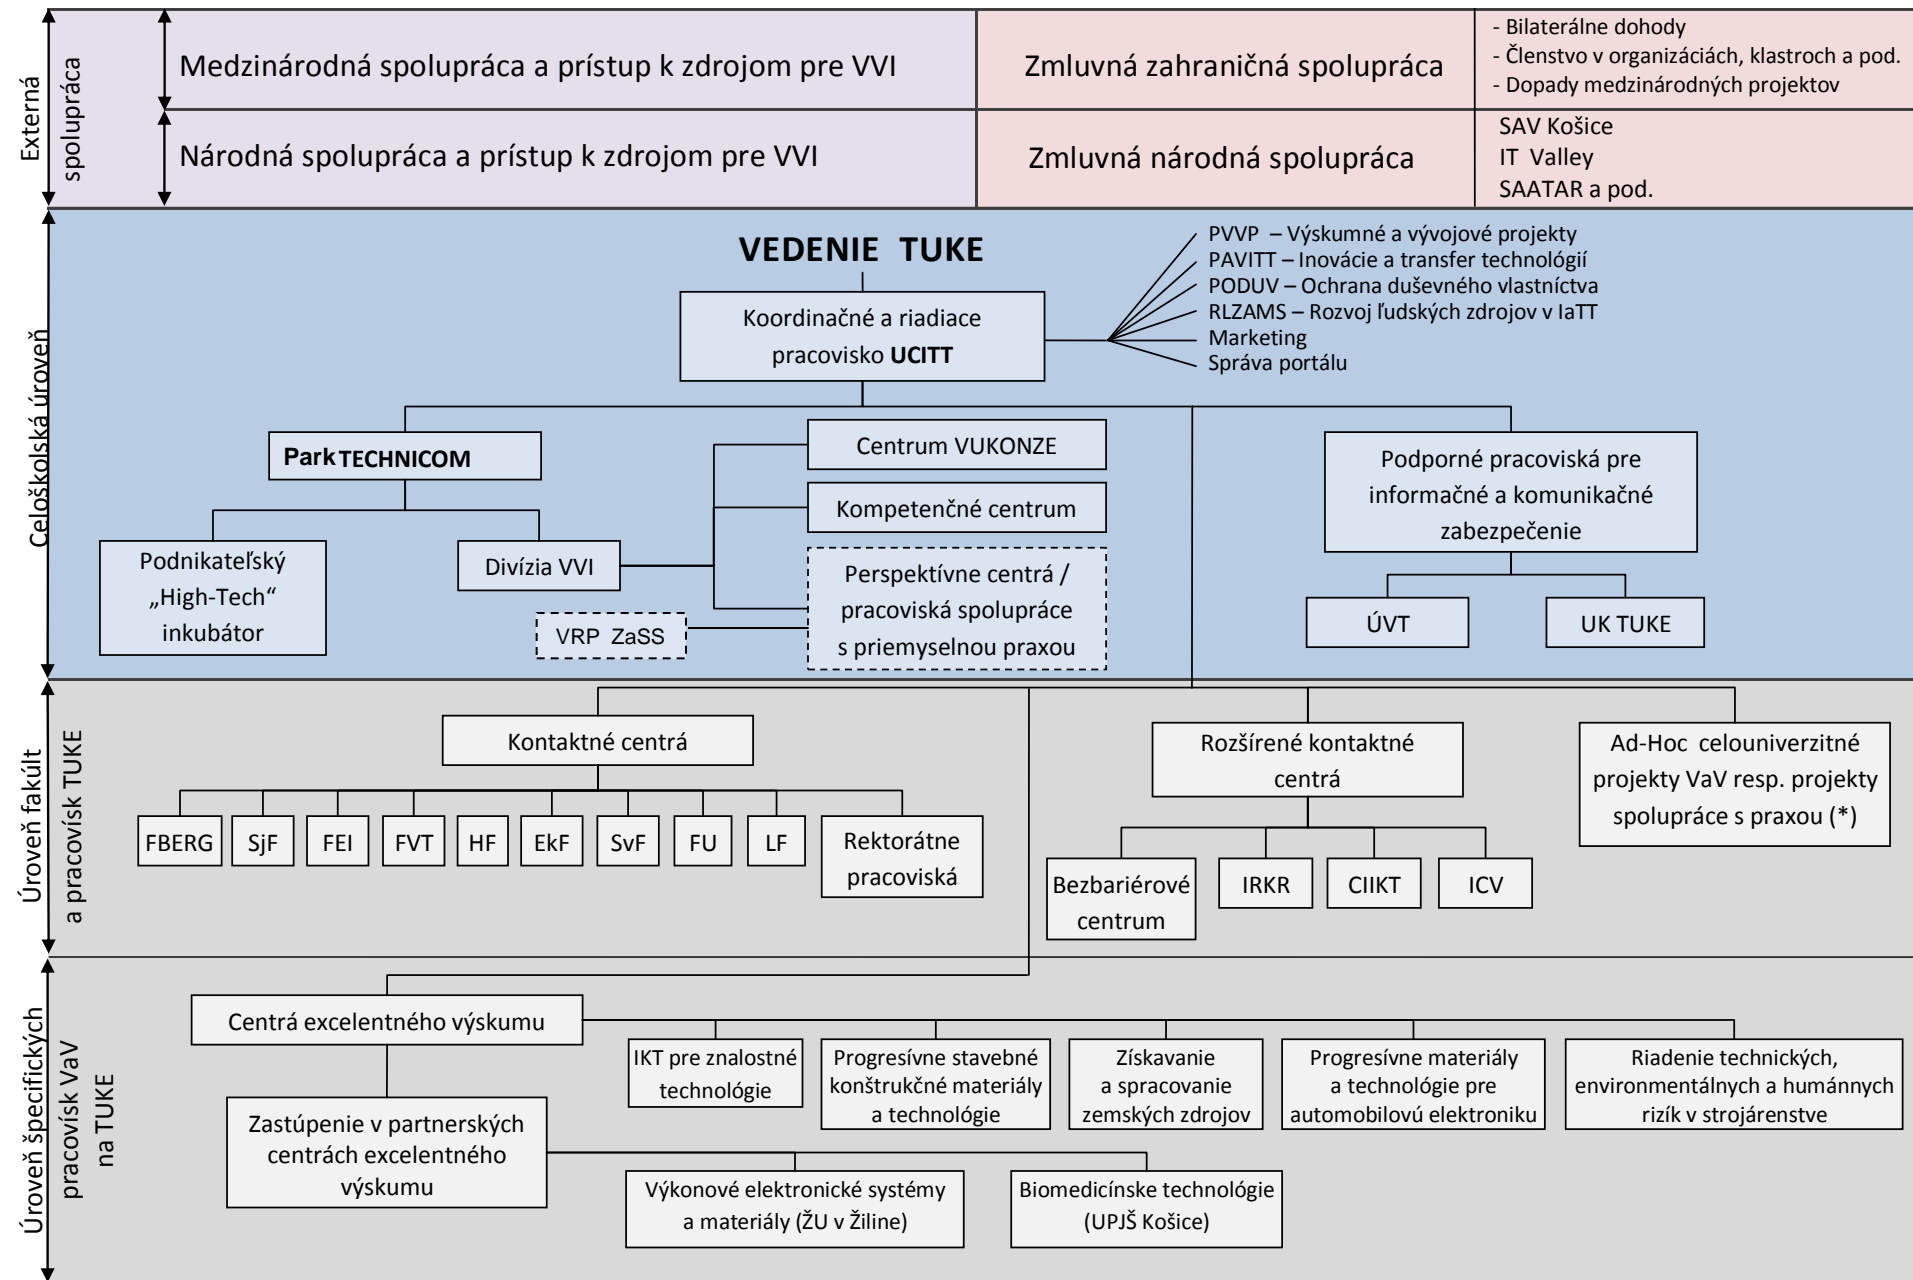 Externá
spolupráca
Medzinárodná spolupráca a prístup k zdrojom pre VVI
Zmluvná zahraničná spolupráca
- Bilaterálne dohody
- Členstvo v organizáciách, klastroch a pod.
- Dopady medzinárodných projektov
Národná spolupráca a prístup k zdrojom pre VVI
Zmluvná národná spolupráca
SAV Košice
IT Valley
SAATAR a pod.
Celoškolská úroveň
VEDENIE TUKE
Koordinačné a riadiace
pracovisko UCITT
PVVP – Výskumné a vývojové projekty
PAVITT – Inovácie a transfer technológií
PODUV – Ochrana duševného vlastníctva
RLZAMS – Rozvoj ľudských zdrojov v IaTT
Marketing
Správa portálu
Park TECHNICOM
Centrum VUKONZE
Podporné pracoviská pre
informačné a komunikačné
zabezpečenie
Kompetenčné centrum
Podnikateľský
„High-Tech“
inkubátor
Divízia VVI
Perspektívne centrá /
pracoviská spolupráce
s priemyselnou praxou
VRP ZaSS
ÚVT
UK TUKE
Úroveň fakúlt
a pracovísk TUKE
Kontaktné centrá
Rozšírené kontaktné
centrá
Ad-Hoc celouniverzitné
projekty VaV resp. projekty
spolupráce s praxou (*)
FBERG
SjF
FEI
FVT
HF
EkF
SvF
FU
LF
Rektorátne
pracoviská
Bezbariérové
centrum
IRKR
CIIKT
ICV
Úroveň špecifických
pracovísk VaV
na TUKE
Centrá excelentného výskumu
IKT pre znalostné
technológie
Progresívne stavebné
konštrukčné materiály
a technológie
Získavanie
a spracovanie
zemských zdrojov
Progresívne materiály
a technológie pre
automobilovú elektroniku
Riadenie technických,
environmentálnych a humánnych
rizík v strojárenstve
Zastúpenie v partnerských
centrách excelentného
výskumu
Výkonové elektronické systémy
a materiály (ŽU v Žiline)
Biomedicínske technológie
(UPJŠ Košice)